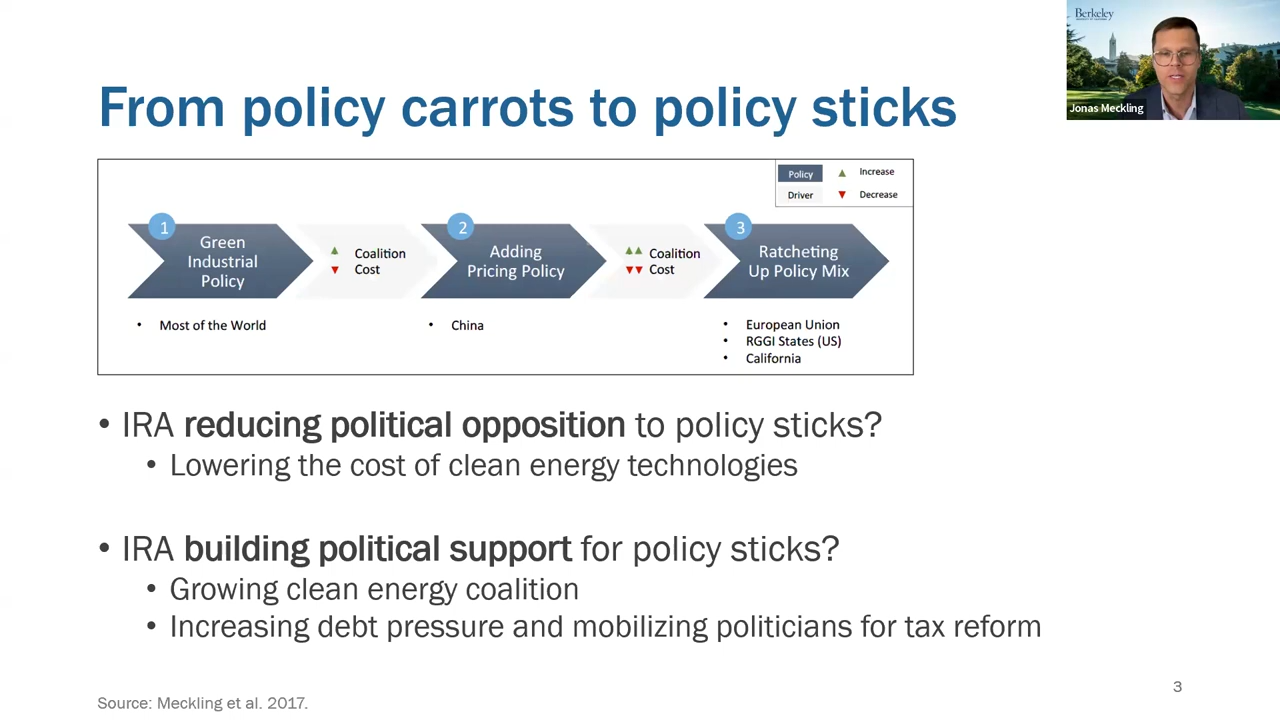 Berkeley
Jonas Meckling
From policy carrots to policy sticks
Policy
▲ Increase
Driver
▼ Decrease
1
Green
Industrial
Policy
▲ Coalition
▼ Cost
2
Adding
Pricing Policy
▲▲ Coalition
▼▼ Cost
3
Ratcheting
Up Policy Mix
• Most of the World
• China
• European Union
• RGGI States (US)
• California
• IRA reducing political opposition to policy sticks?
• Lowering the cost of clean energy technologies
• IRA building political support for policy sticks?
• Growing clean energy coalition
• Increasing debt pressure and mobilizing politicians for tax reform
Source: Meckling et al. 2017.
3